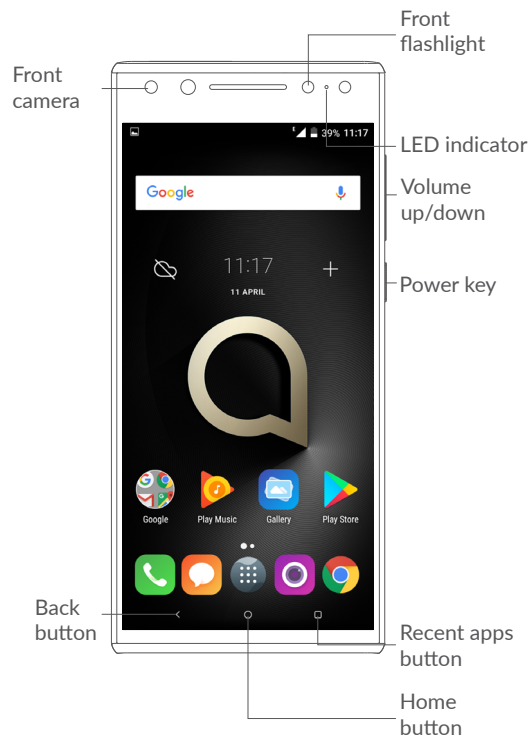 Front
flashlight
Front
camera
LED indicator
39% 11:17
Volume
up/down
Google
Power key
11:17
11 APRIL
Google
Play Music
Gallery
Play Store
Back
button
Recent apps
button
Home
button